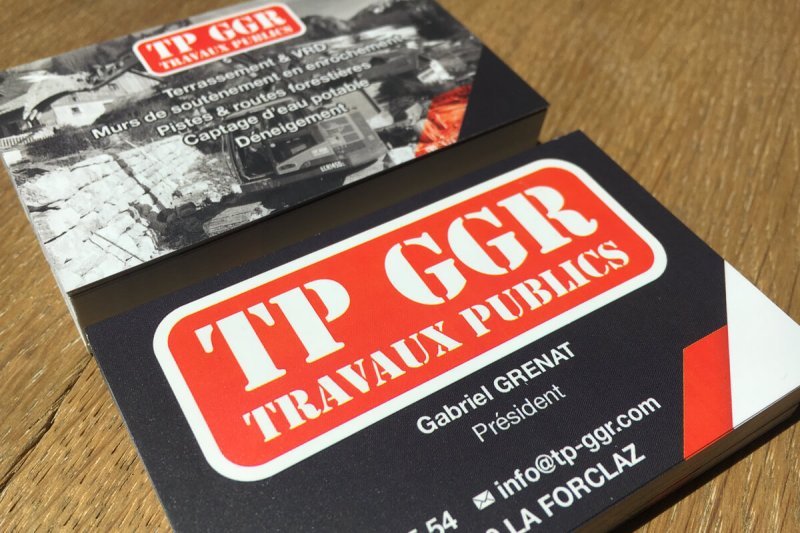 TP GGR
TRAVAUX PUBLICS
Terrassement & VRD
Murs de soutènement en enrochement
Pistes & routes forestières
Captage d'eau potable
Déneigement
TP GGR
TRAVAUX PUBLICS
Gabriel GRENAT
Président
54 info@tp-ggr.com
LA FORCLAZ